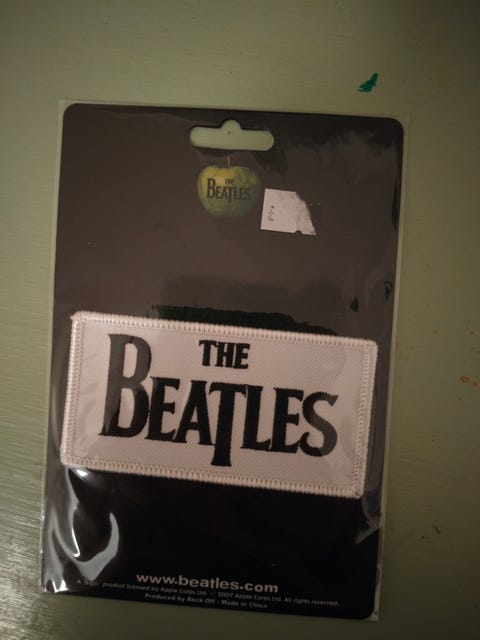 THE
BEATLES
THE
BEATLES
www.beatles.com
product licensed by Apple Corps Ltd. © 2007 Apple Corps Ltd. All rights reserved.
Produced by Rock Off - Made in China